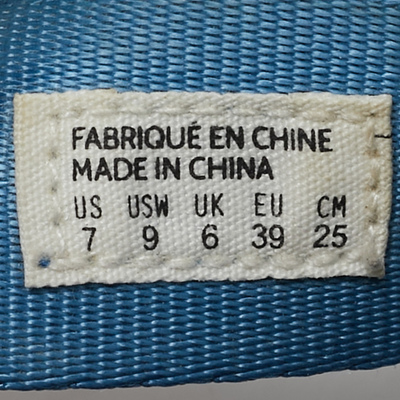 FABRIQUÉ EN CHINE
MADE IN CHINA
US USW UK EU CM
7 9 6 39 25